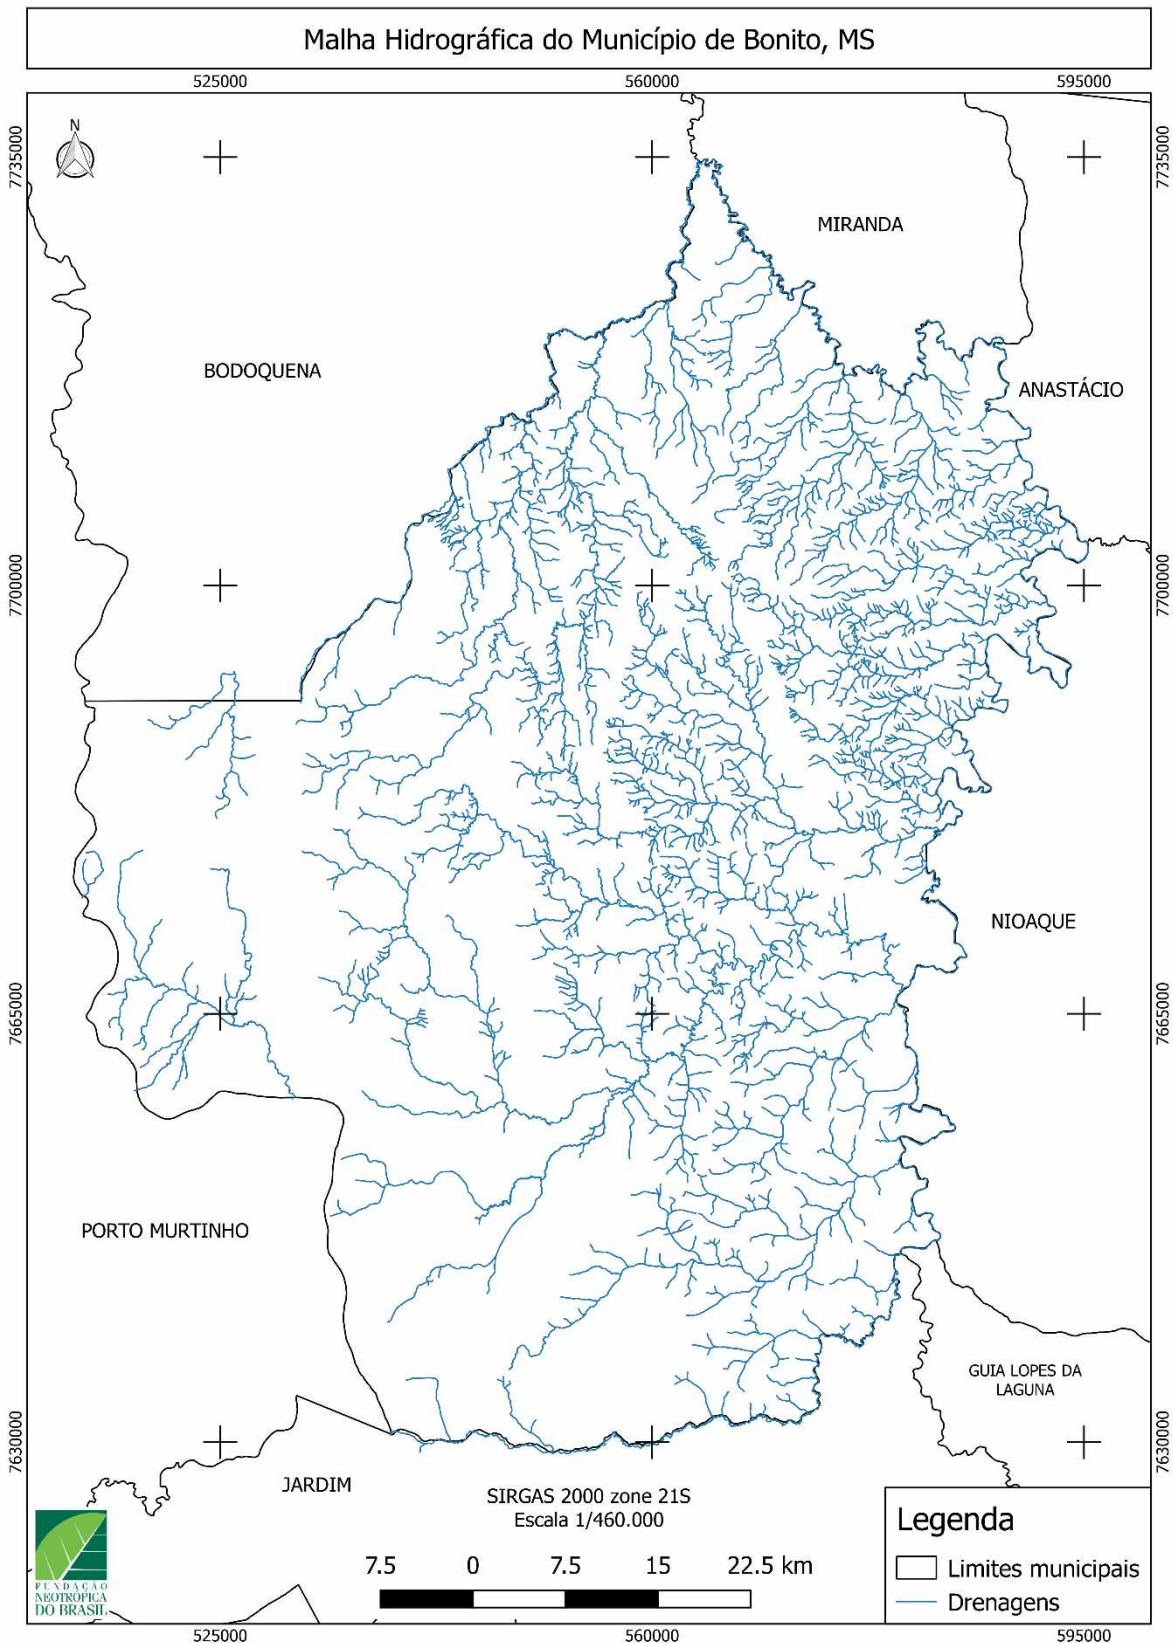 Malha Hidrográfica do Município de Bonito, MS
525000
560000
595000
N
7735000
7735000
MIRANDA
BODOQUENA
ANASTÁCIO
7700000
7700000
NIOAQUE
7665000
7665000
PORTO MURTINHO
GUIA LOPES DA
LAGUNA
7630000
7630000
JARDIM
SIRGAS 2000 zone 21S
Escala 1/460.000
7.5 0 7.5 15 22.5 km
Legenda
Limites municipais
Drenagens
FUNDAÇÃO
NEOTRÓPICA
DO BRASIL
525000
560000
595000